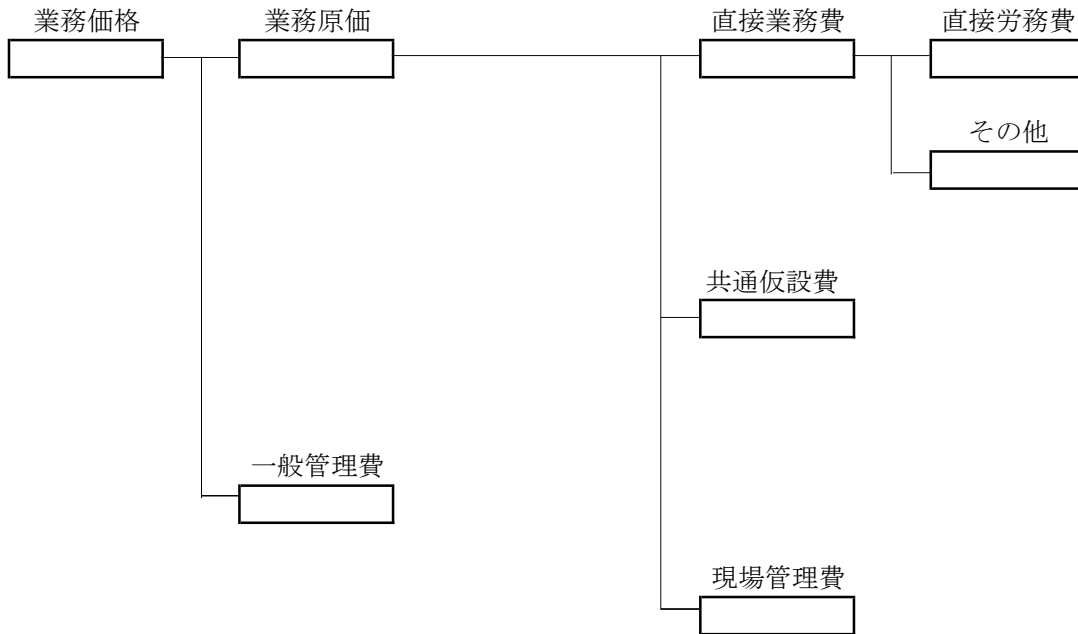 業務価格
業務原価
直接業務費
直接労務費
その他
共通仮設費
一般管理費
現場管理費